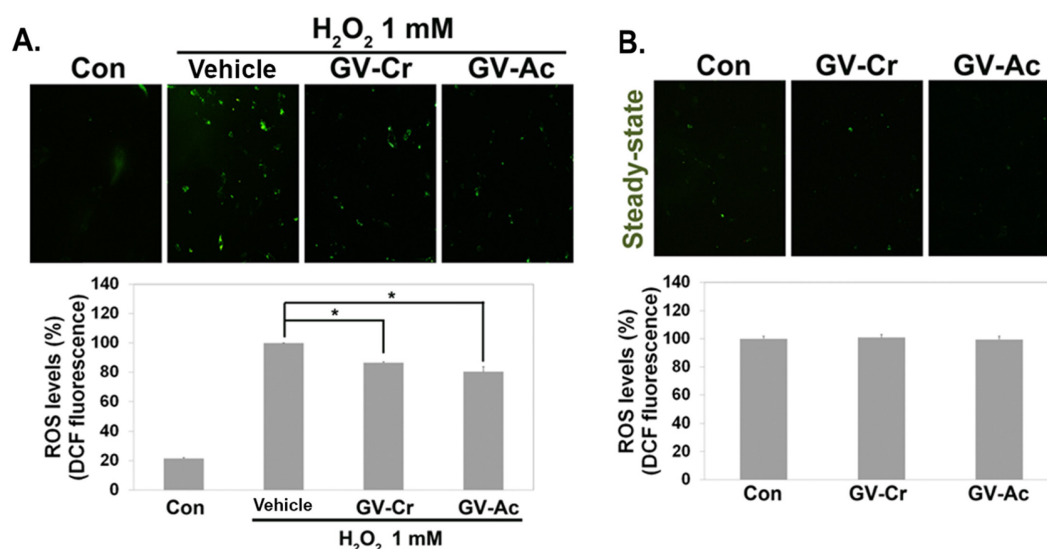 A.
H₂O₂ 1 mM
Con Vehicle GV-Cr GV-Ac
140
120
100
80
60
40
20
0
ROS levels (%)
(DCF fluorescence)
*
*
Con Vehicle GV-Cr GV-Ac
H₂O₂ 1 mM
B.
Con GV-Cr GV-Ac
Steady-state
140
120
100
80
60
40
20
0
ROS levels (%)
(DCF fluorescence)
Con GV-Cr GV-Ac